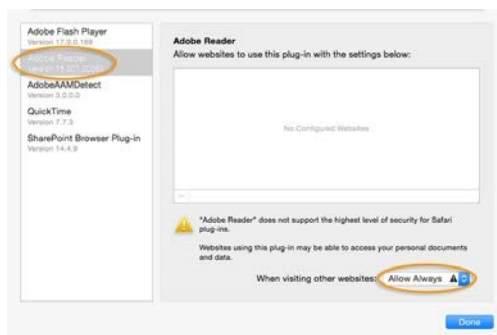 Adobe Flash Player
Version 17.0.0.169
Adobe Reader
AdobeAAMDetect
Version 3.0.0.0
QuickTime
Version 7.7.3
SharePoint Browser Plug-in
Version 14.4.9
Adobe Reader
Allow websites to use this plug-in with the settings below:
No Configured Websites
"Adobe Reader" does not support the highest level of security for Safari
plug-ins.
Websites using this plug-in may be able to access your personal documents
and data.
When visiting other websites: Allow Always
Done